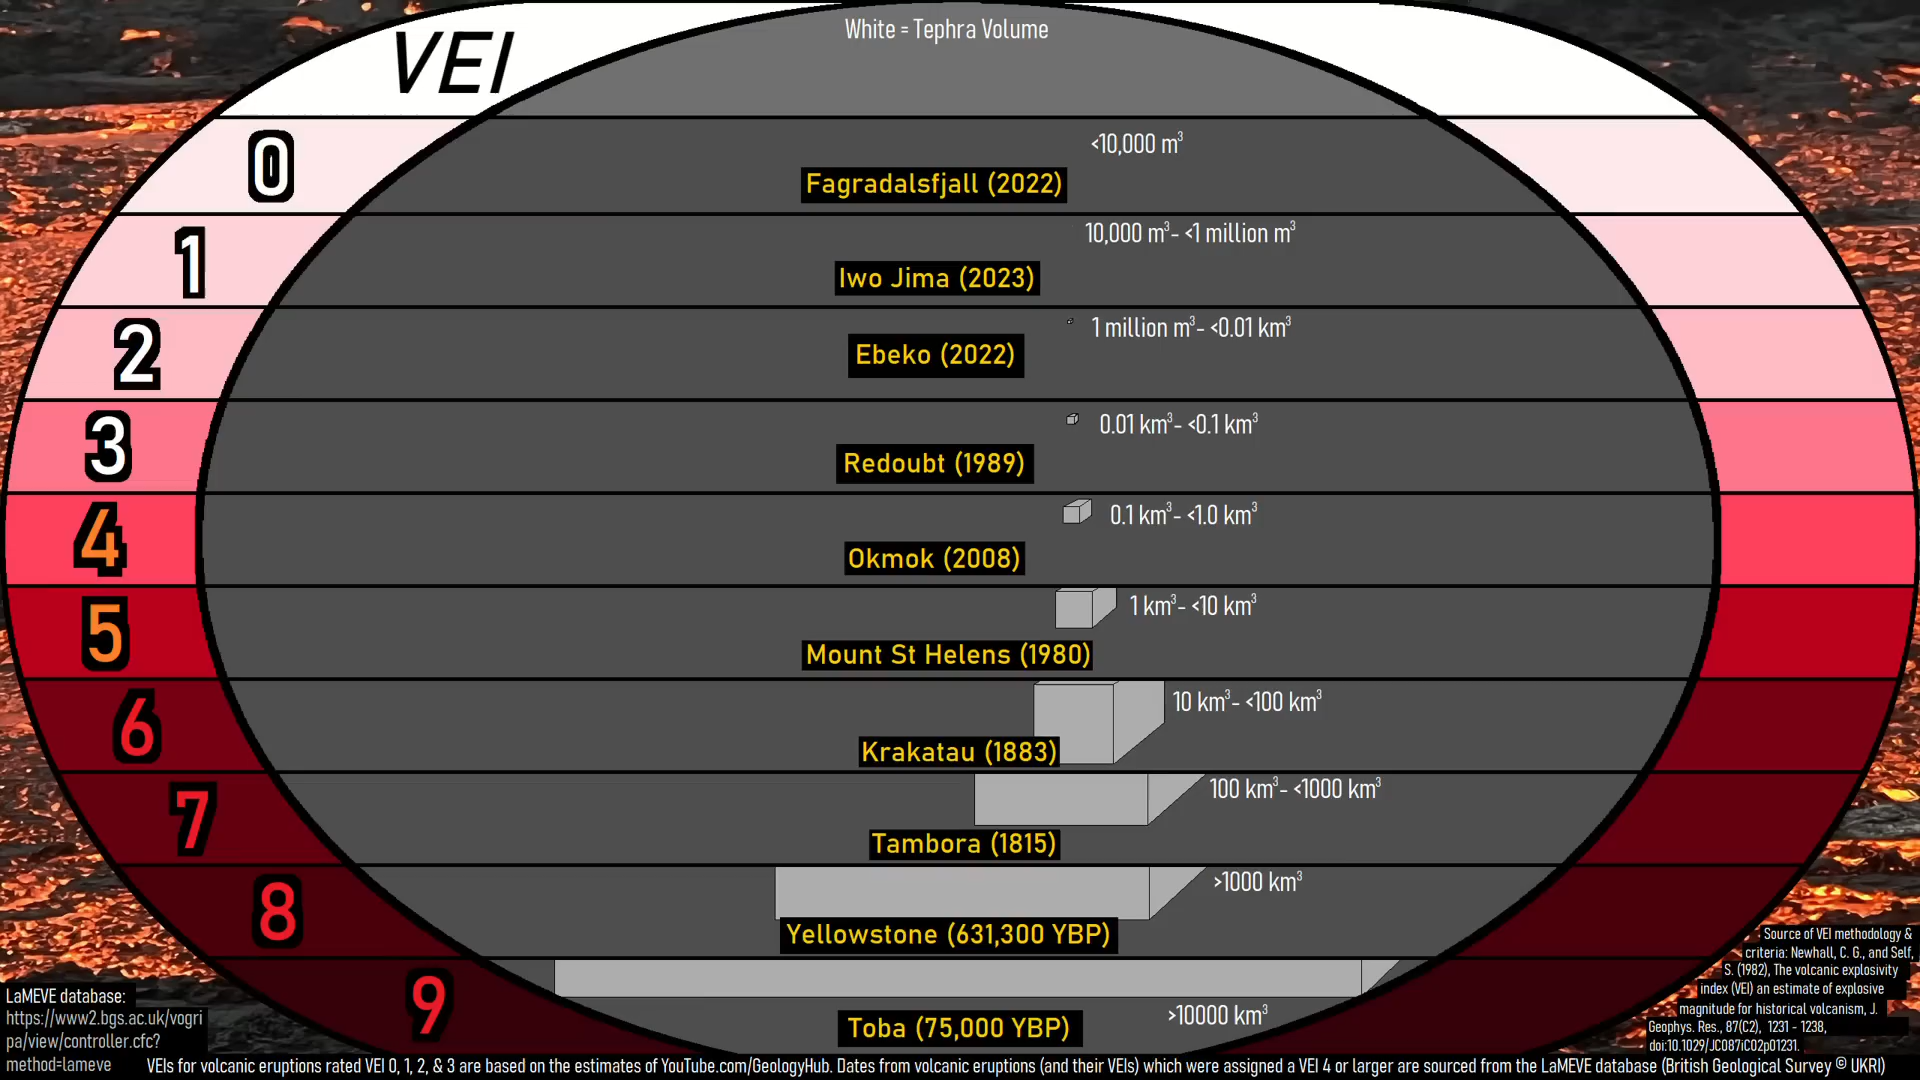 VEI
White = Tephra Volume
0
<10,000 m³
Fagradalsfjall (2022)
1
10,000 m³- <1 million m³
Iwo Jima (2023)
2
1 million m³- <0.01 km³
Ebeko (2022)
3
0.01 km³- <0.1 km³
Redoubt (1989)
4
0.1 km³- <1.0 km³
Okmok (2008)
5
1 km³- <10 km³
Mount St Helens (1980)
6
10 km³- <100 km³
Krakatau (1883)
7
100 km³- <1000 km³
Tambora (1815)
8
>1000 km³
Yellowstone (631,300 YBP)
9
>10000 km³
Toba (75,000 YBP)
Source of VEI methodology &
criteria: Newhall, C. G., and Self,
S. (1982), The volcanic explosivity
index (VEI) an estimate of explosive
magnitude for historical volcanism, J.
Geophys. Res., 87(C2), 1231 - 1238,
doi:10.1029/JC087iC02p01231.
LaMEVE database:
https://www2.bgs.ac.uk/vogri
pa/view/controller.cfc?
method=lameve
VEIs for volcanic eruptions rated VEI 0, 1, 2, & 3 are based on the estimates of YouTube.com/GeologyHub. Dates from volcanic eruptions (and their VEIs) which were assigned a VEI 4 or larger are sourced from the LaMEVE database (British Geological Survey © UKRI)